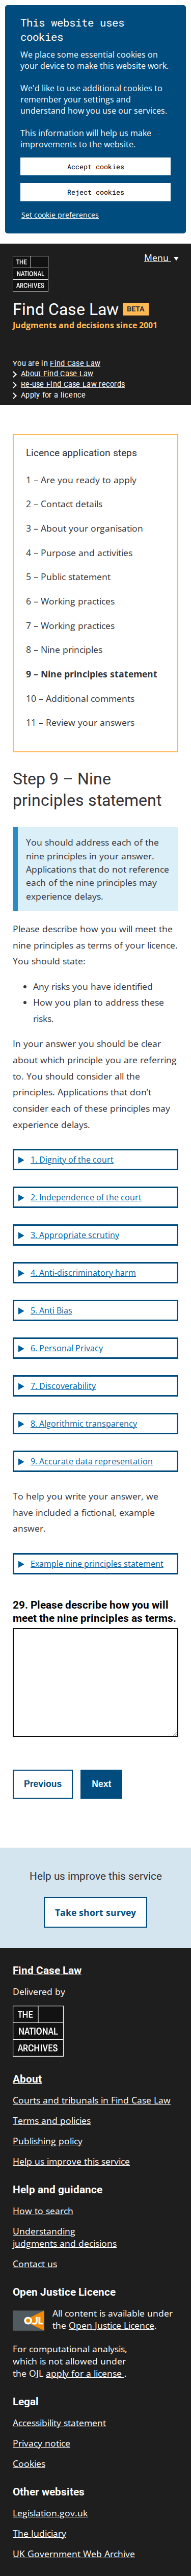 This website uses
cookies
We place some essential cookies on
your device to make this website work.
We'd like to use additional cookies to
remember your settings and
understand how you use our services.
This information will help us make
improvements to the website.
Accept cookies
Reject cookies
Set cookie preferences
Menu
THE
NATIONAL
ARCHIVES
Find Case Law BETA
Judgments and decisions since 2001
You are in Find Case Law
About Find Case Law
Re-use Find Case Law records
Apply for a licence
Licence application steps
1 – Are you ready to apply
2 – Contact details
3 – About your organisation
4 – Purpose and activities
5 – Public statement
6 – Working practices
7 – Working practices
8 – Nine principles
9 – Nine principles statement
10 – Additional comments
11 – Review your answers
Step 9 – Nine
principles statement
You should address each of the
nine principles in your answer.
Applications that do not reference
each of the nine principles may
experience delays.
Please describe how you will meet the
nine principles as terms of your licence.
You should state:
• Any risks you have identified
• How you plan to address these
risks.
In your answer you should be clear
about which principle you are referring
to. You should consider all the
principles. Applications that don’t
consider each of these principles may
experience delays.
1. Dignity of the court
2. Independence of the court
3. Appropriate scrutiny
4. Anti-discriminatory harm
5. Anti Bias
6. Personal Privacy
7. Discoverability
8. Algorithmic transparency
9. Accurate data representation
To help you write your answer, we
have included a fictional, example
answer.
Example nine principles statement
29. Please describe how you will
meet the nine principles as terms.
Previous
Next
Help us improve this service
Take short survey
Find Case Law
Delivered by
THE
NATIONAL
ARCHIVES
About
Courts and tribunals in Find Case Law
Terms and policies
Publishing policy
Help us improve this service
Help and guidance
How to search
Understanding
judgments and decisions
Contact us
Open Justice Licence
OJL
All content is available under
the Open Justice Licence.
For computational analysis,
which is not allowed under
the OJL apply for a license .
Legal
Accessibility statement
Privacy notice
Cookies
Other websites
Legislation.gov.uk
The Judiciary
UK Government Web Archive